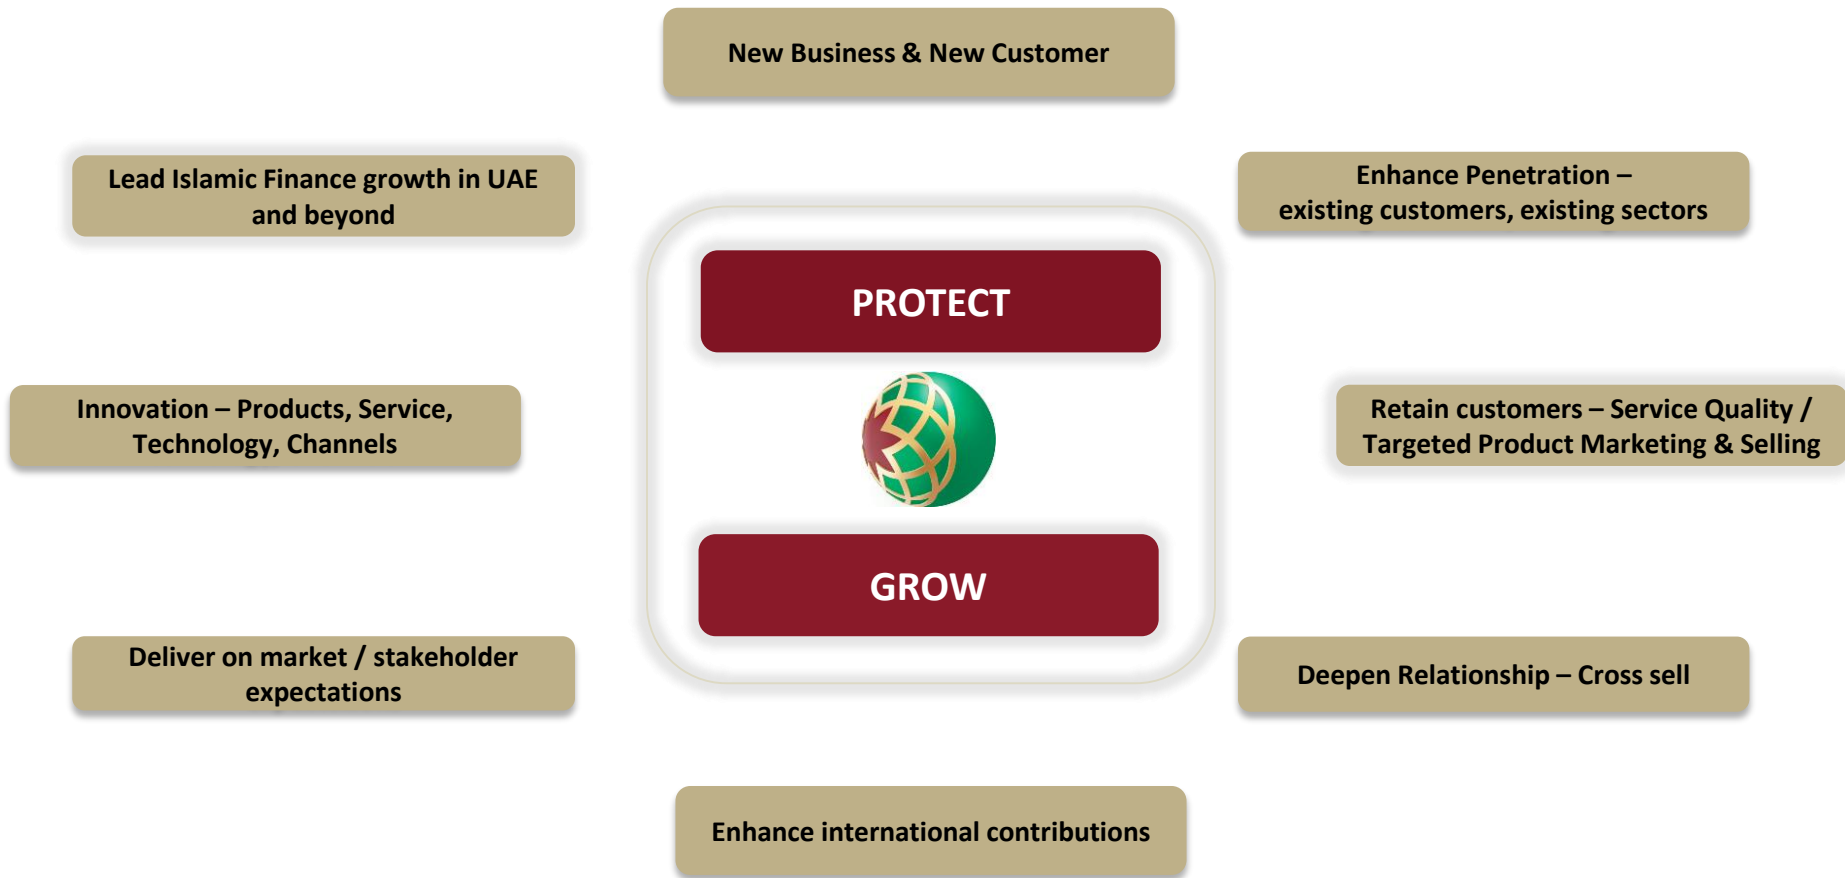 New Business & New Customer
Lead Islamic Finance growth in UAE
and beyond
Enhance Penetration –
existing customers, existing sectors
PROTECT
Innovation – Products, Service,
Technology, Channels
Retain customers – Service Quality /
Targeted Product Marketing & Selling
GROW
Deliver on market / stakeholder
expectations
Deepen Relationship – Cross sell
Enhance international contributions